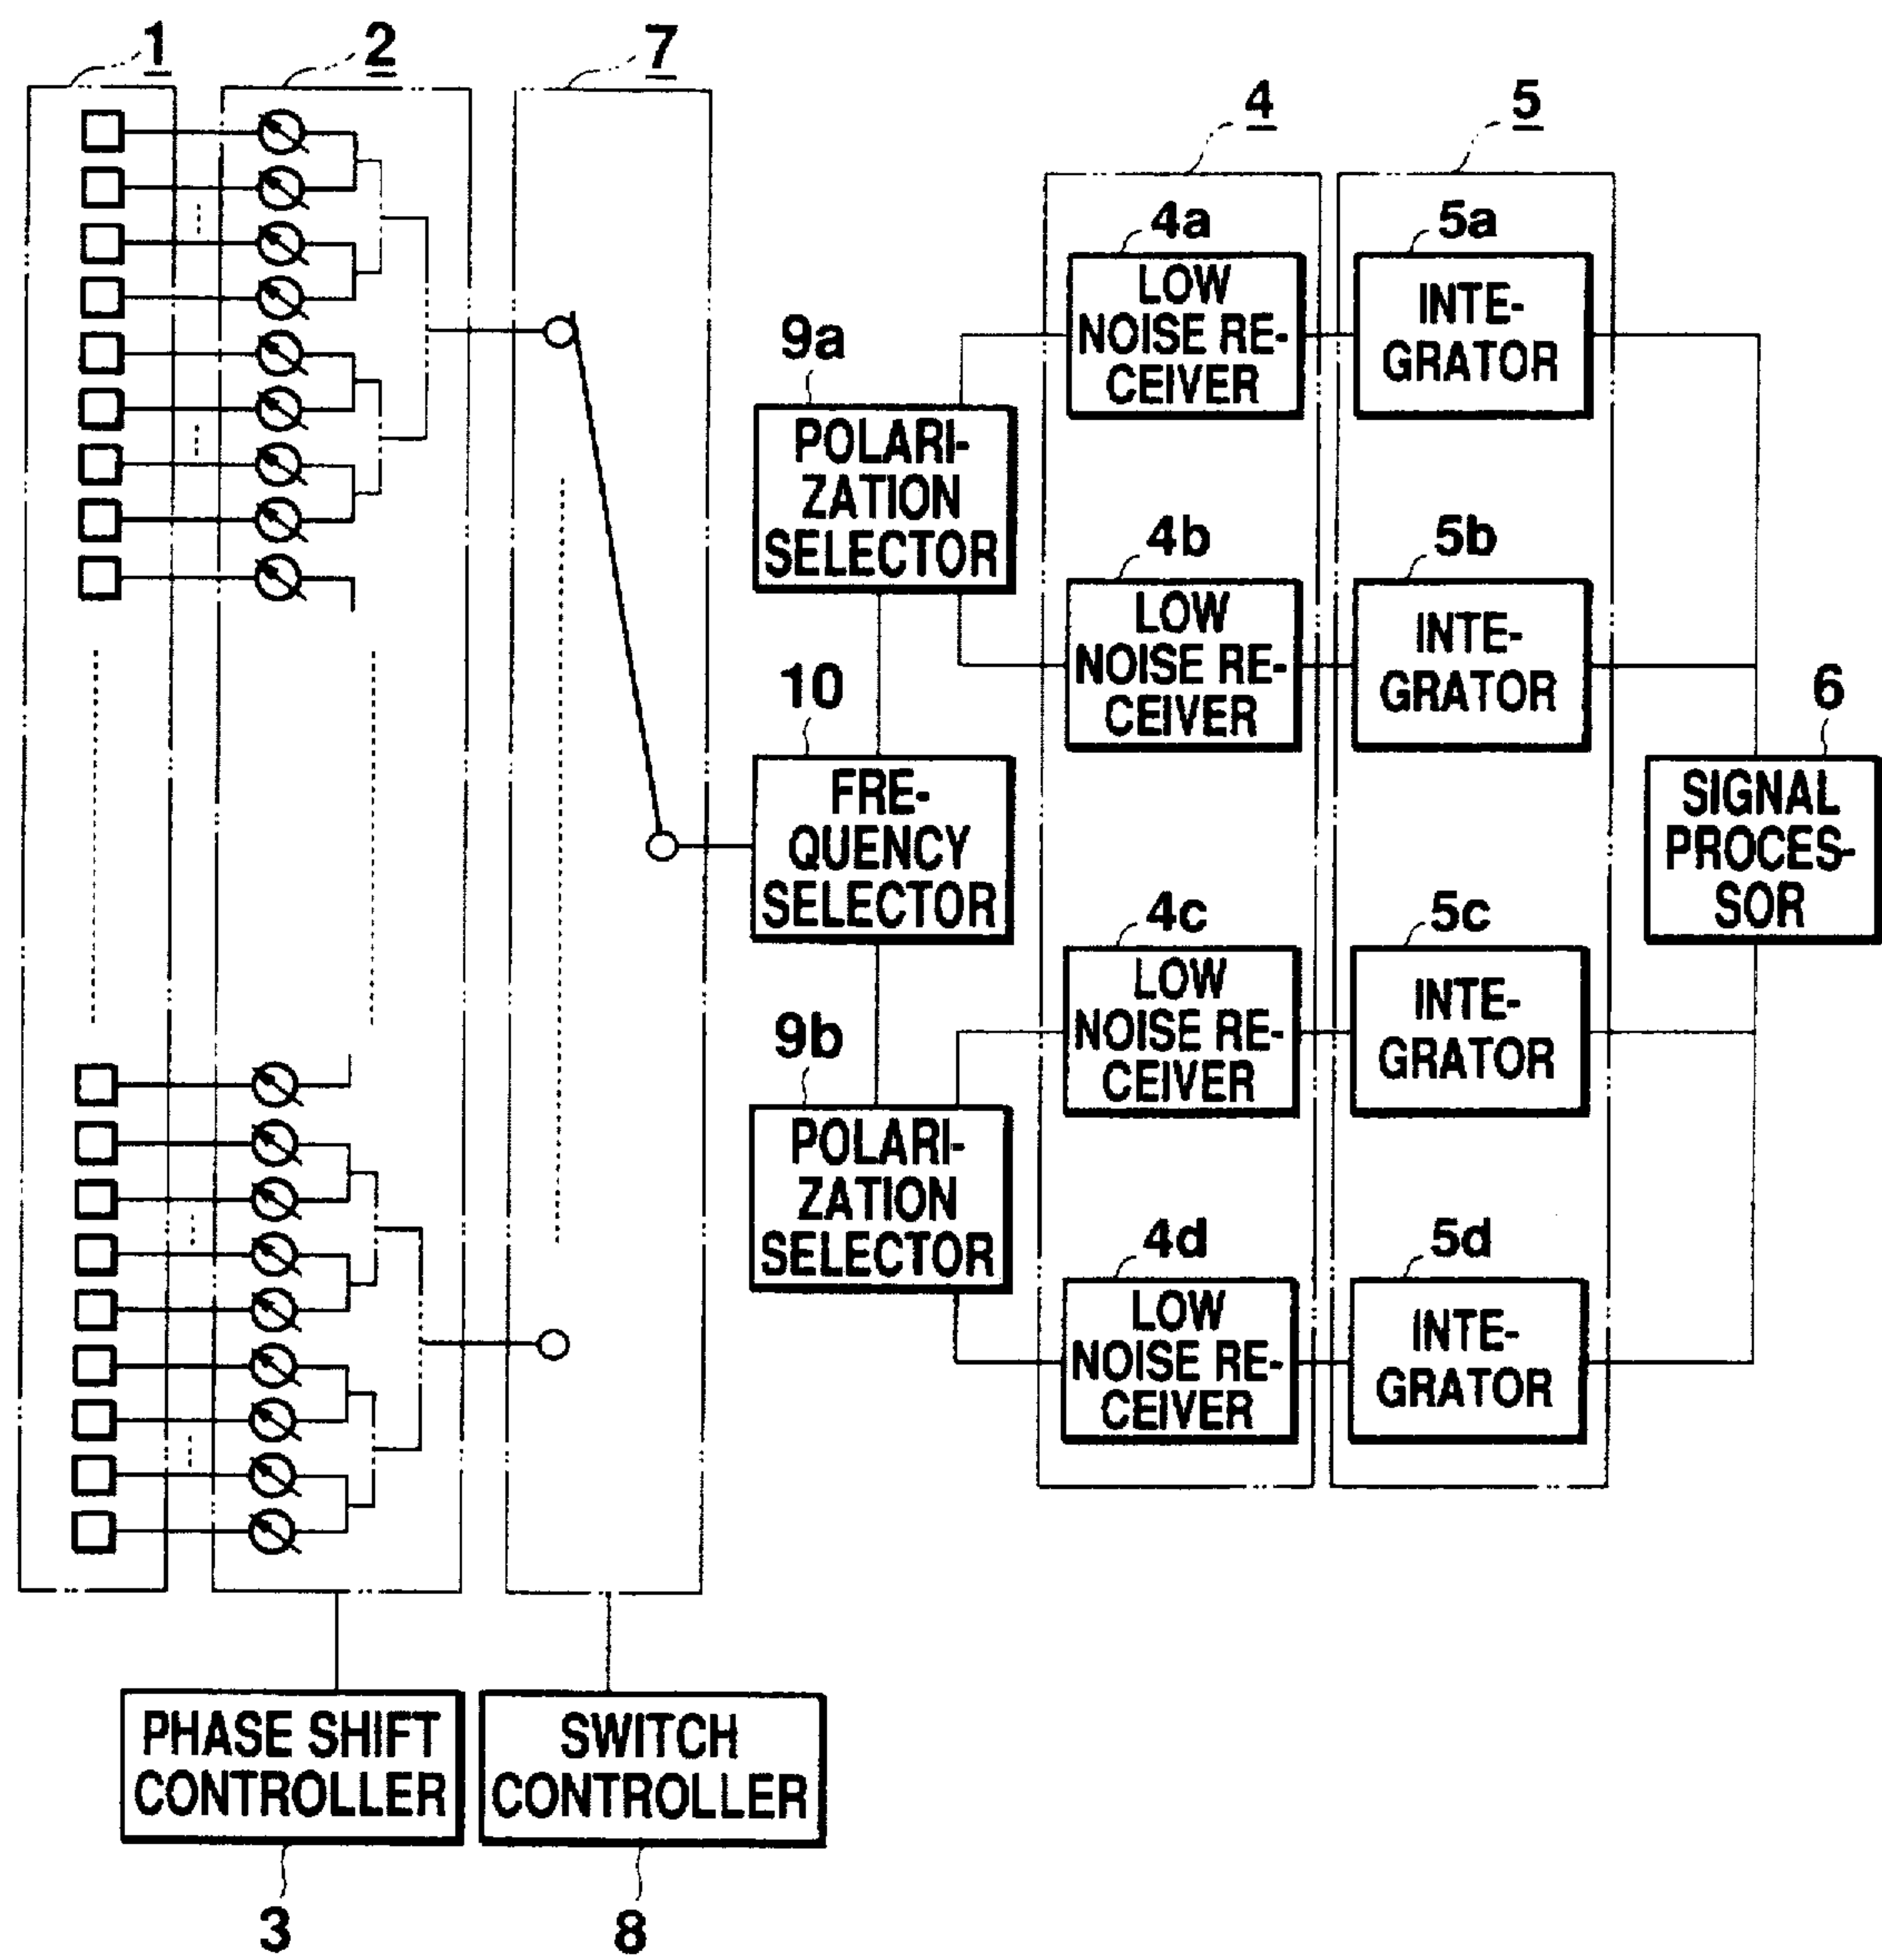 1
2
7
4
5
4a
LOW
NOISE RE-
CEIVER
5a
INTE-
GRATOR
9a
POLARI-
ZATION
SELECTOR
4b
LOW
NOISE RE-
CEIVER
5b
INTE-
GRATOR
10
FRE-
QUENCY
SELECTOR
6
SIGNAL
PROCES-
SOR
4c
LOW
NOISE RE-
CEIVER
5c
INTE-
GRATOR
9b
POLARI-
ZATION
SELECTOR
4d
LOW
NOISE RE-
CEIVER
5d
INTE-
GRATOR
PHASE SHIFT
CONTROLLER
3
SWITCH
CONTROLLER
8